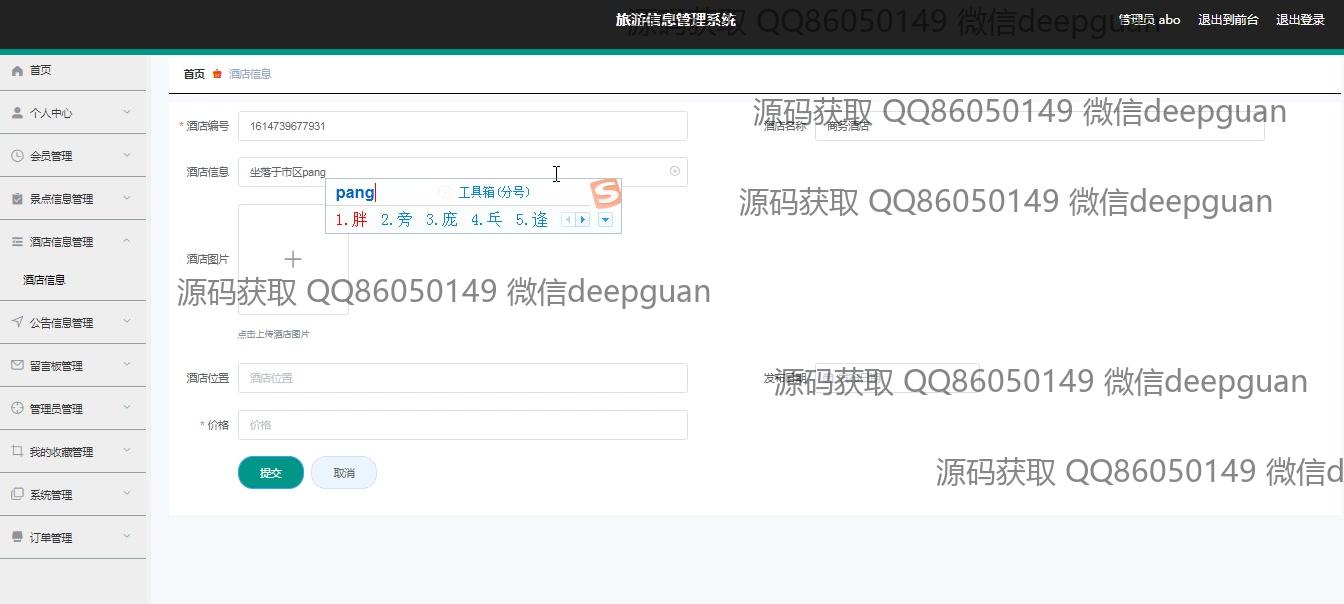 旅游信息管理系统
源码获取 QQ86050149 微信deepguan
管理员 abo 退出到前台 退出登录
首页
个人中心
会员管理
景点信息管理
酒店信息管理
酒店信息
公告信息管理
留言板管理
管理员管理
我的收藏管理
系统管理
订单管理
首页 酒店信息
源码获取 QQ86050149 微信deepguan
* 酒店编号 1614739677931
酒店名称 商务酒店
酒店信息 坐落于市区pang
pang 工具箱(分号)
1.胖 2.旁 3.庞 4.乓 5.逄
源码获取 QQ86050149 微信deepguan
酒店图片
源码获取 QQ86050149 微信deepguan
点击上传酒店图片
酒店位置 酒店位置
发布日期
源码获取 QQ86050149 微信deepguan
* 价格 价格
提交 取消
源码获取 QQ86050149 微信d